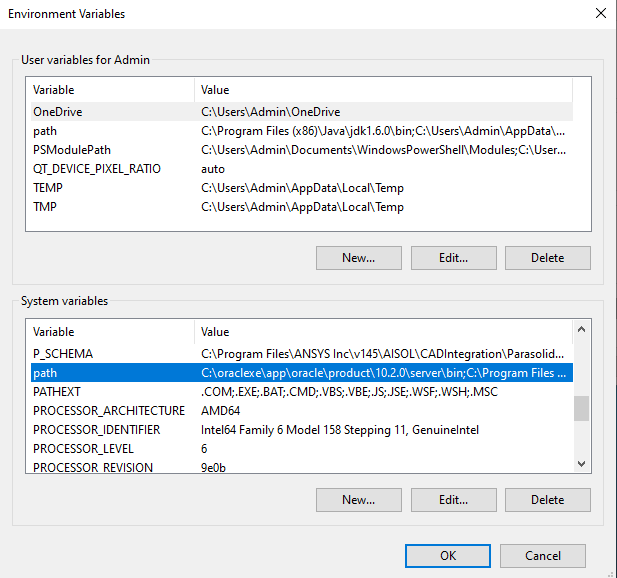 Environment Variables
User variables for Admin
Variable Value
OneDrive C:\Users\Admin\OneDrive
path C:\Program Files (x86)\Java\jdk1.6.0\bin;C:\Users\Admin\AppData\...
PSModulePath C:\Users\Admin\Documents\WindowsPowerShell\Modules;C:\User...
QT_DEVICE_PIXEL_RATIO auto
TEMP C:\Users\Admin\AppData\Local\Temp
TMP C:\Users\Admin\AppData\Local\Temp
New... Edit... Delete
System variables
Variable Value
P_SCHEMA C:\Program Files\ANSYS Inc\v145\AISOL\CADIntegration\Parasolid...
path C:\oraclexe\app\oracle\product\10.2.0\server\bin;C:\Program Files ...
PATHEXT .COM;.EXE;.BAT;.CMD;.VBS;.VBE;.JS;.JSE;.WSF;.WSH;.MSC
PROCESSOR_ARCHITECTURE AMD64
PROCESSOR_IDENTIFIER Intel64 Family 6 Model 158 Stepping 11, GenuineIntel
PROCESSOR_LEVEL 6
PROCESSOR_REVISION 9e0b
New... Edit... Delete
OK Cancel